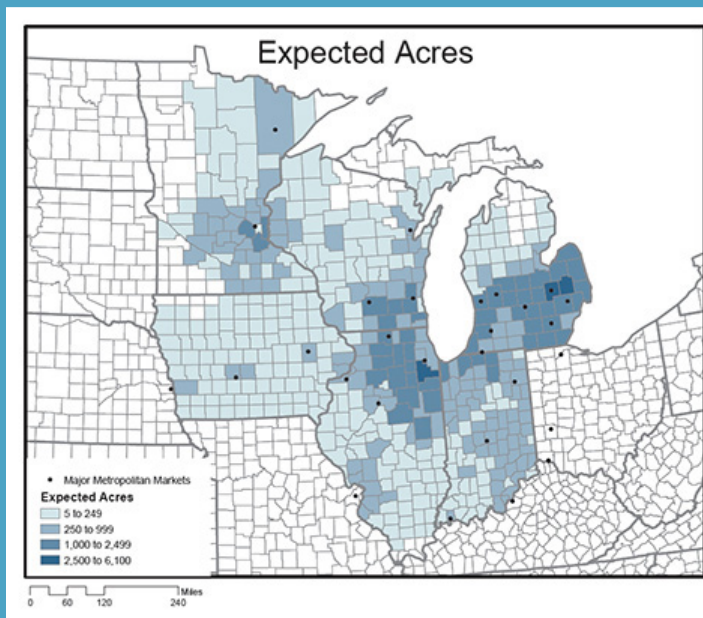 Expected Acres
• Major Metropolitan Markets
Expected Acres
5 to 249
250 to 999
1,000 to 2,499
2,500 to 6,100
Miles
0 30 60 120 240